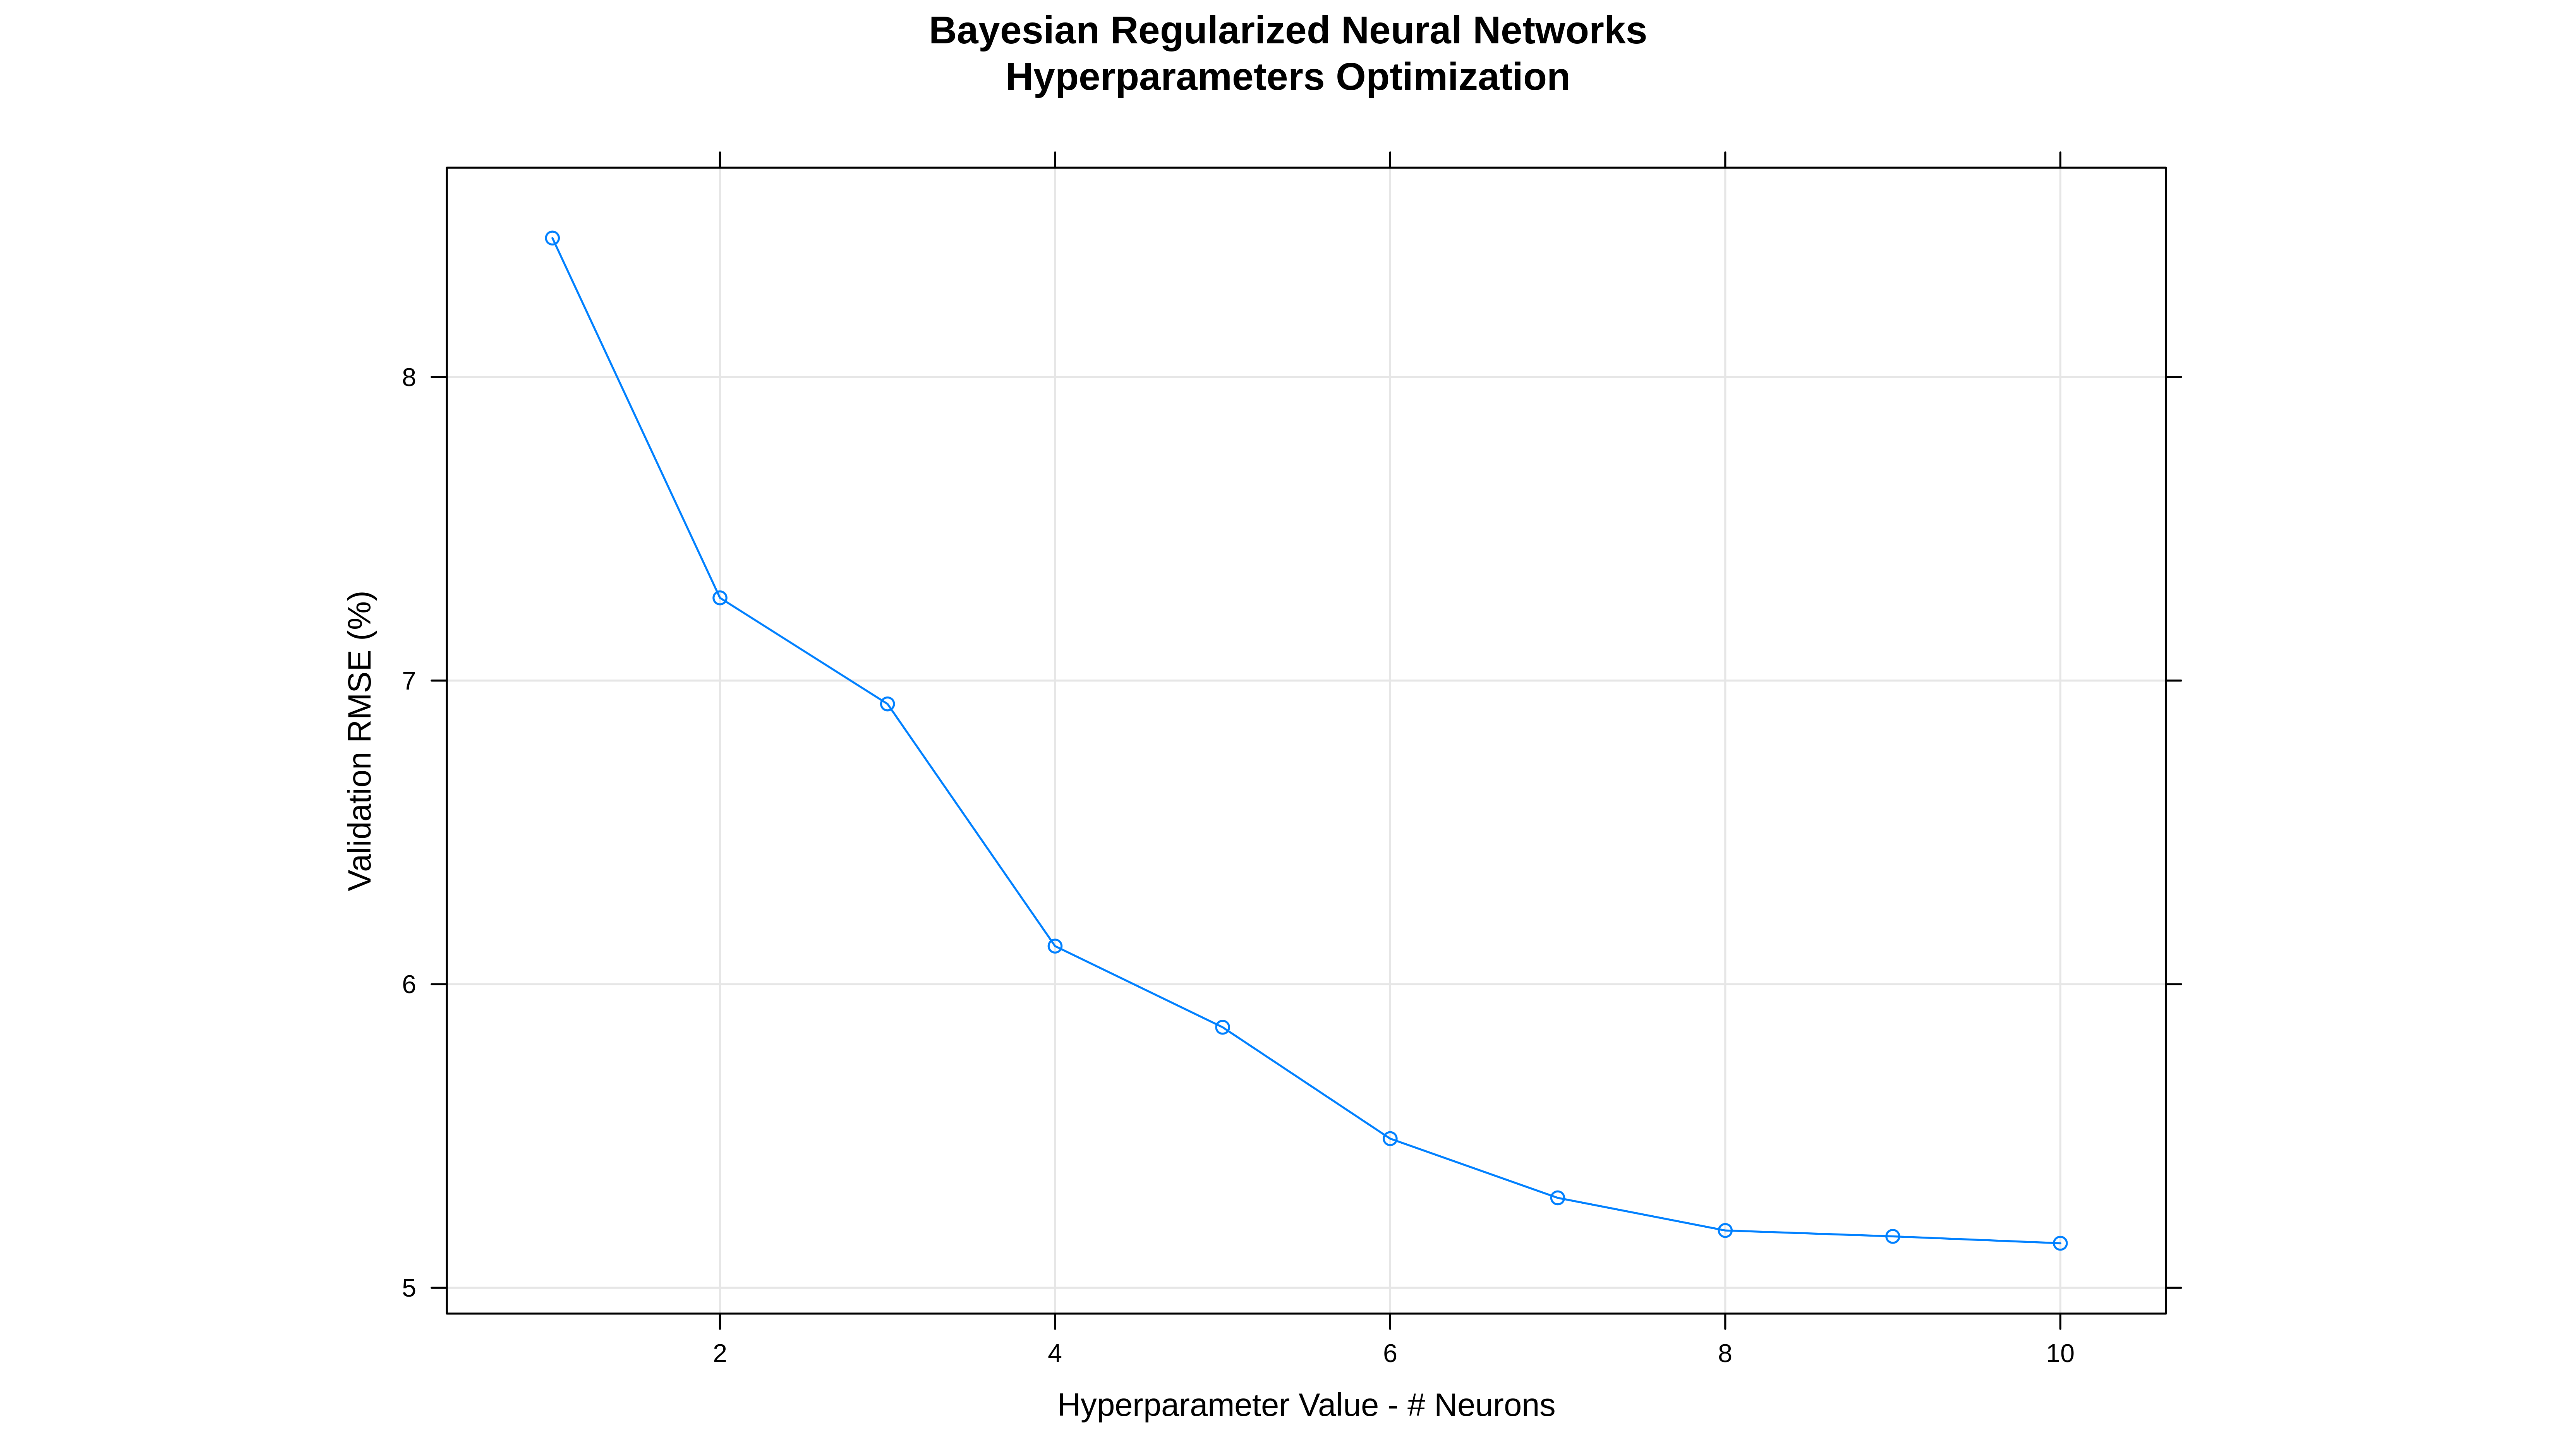 Bayesian Regularized Neural Networks
Hyperparameters Optimization
Validation RMSE (%)
8
7
6
5
2 4 6 8 10
Hyperparameter Value - # Neurons